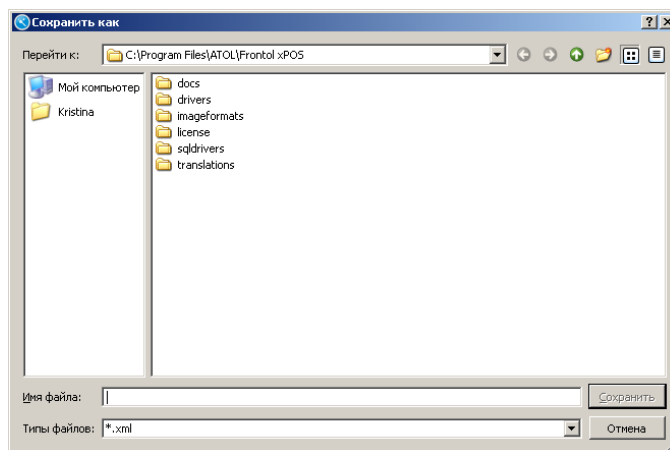 Сохранить как
Перейти к: C:\Program Files\ATOL\Frontol xPOS
Мой компьютер
Kristina
docs
drivers
imageformats
license
sqldrivers
translations
Имя файла: Сохранить
Типы файлов: *.xml Отмена